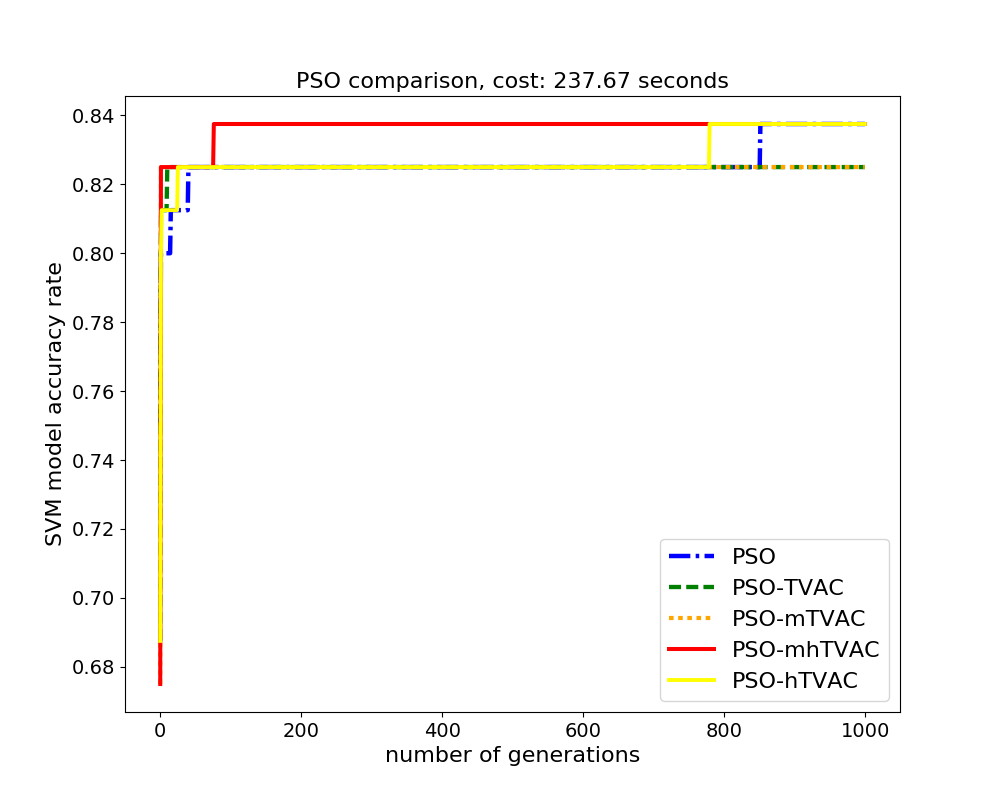 PSO comparison, cost: 237.67 seconds
SVM model accuracy rate
0.84
0.82
0.80
0.78
0.76
0.74
0.72
0.70
0.68
PSO
PSO-TVAC
PSO-mTVAC
PSO-mhTVAC
PSO-hTVAC
0 200 400 600 800 1000
number of generations